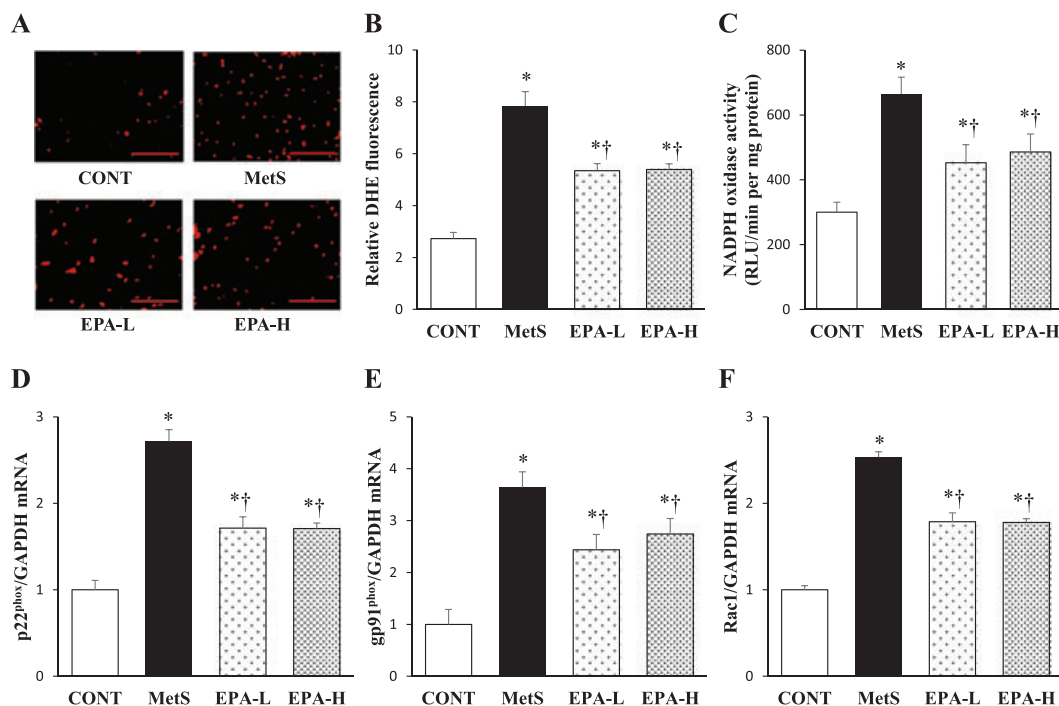 A
CONT
MetS
EPA-L
EPA-H
B
Relative DHE fluorescence
10
8
6
4
2
0
*
*†
*†
CONT MetS EPA-L EPA-H
C
NADPH oxidase activity
(RLU/min per mg protein)
800
600
400
200
0
*
*†
*†
CONT MetS EPA-L EPA-H
D
p22phox/GAPDH mRNA
3
2
1
0
*
*†
*†
CONT MetS EPA-L EPA-H
E
gp91phox/GAPDH mRNA
5
4
3
2
1
0
*
*†
*†
CONT MetS EPA-L EPA-H
F
Rac1/GAPDH mRNA
3
2
1
0
*
*†
*†
CONT MetS EPA-L EPA-H